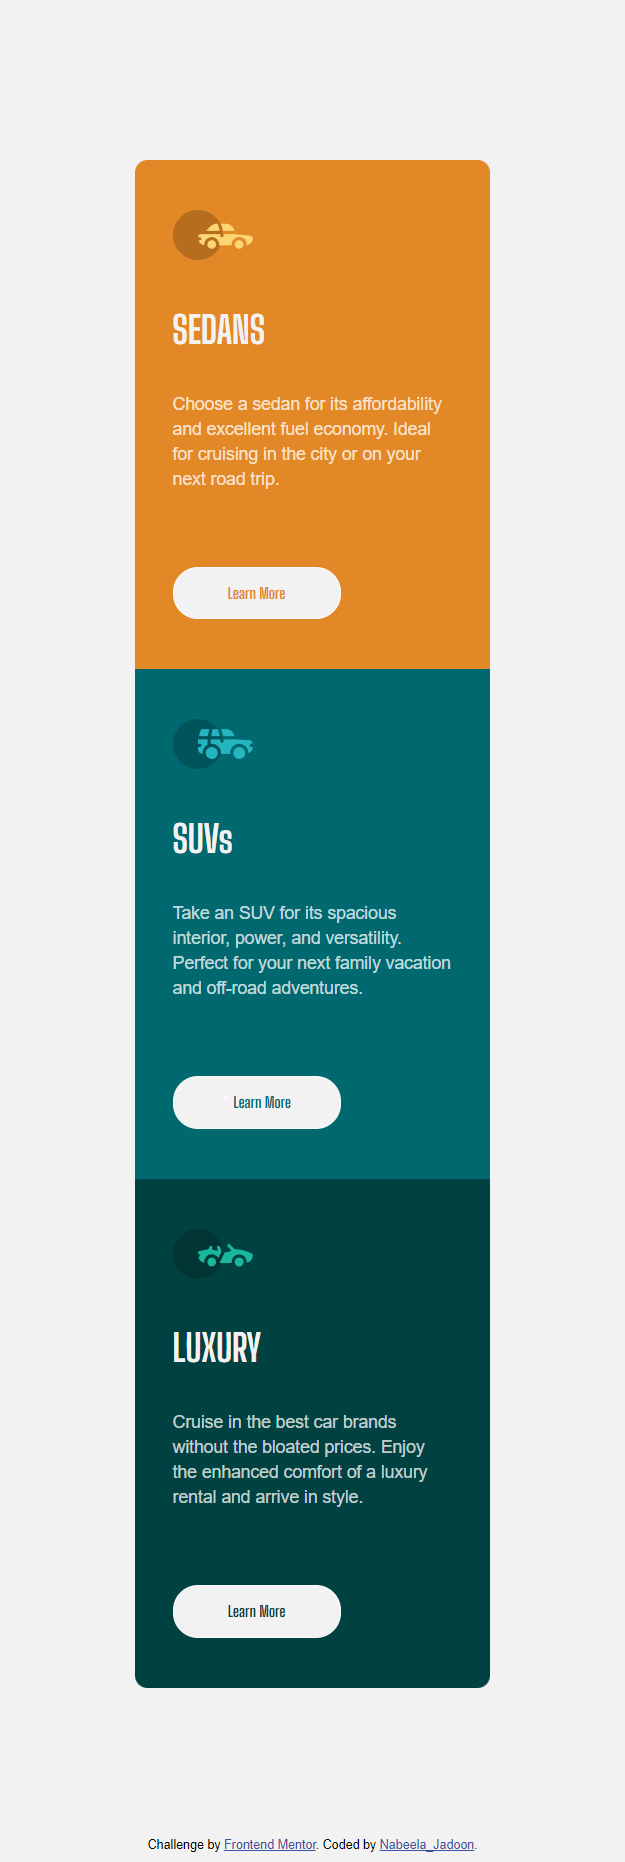 SEDANS
Choose a sedan for its affordability
and excellent fuel economy. Ideal
for cruising in the city or on your
next road trip.
Learn More
SUVs
Take an SUV for its spacious
interior, power, and versatility.
Perfect for your next family vacation
and off-road adventures.
Learn More
LUXURY
Cruise in the best car brands
without the bloated prices. Enjoy
the enhanced comfort of a luxury
rental and arrive in style.
Learn More
Challenge by Frontend Mentor. Coded by Nabeela_Jadoon.